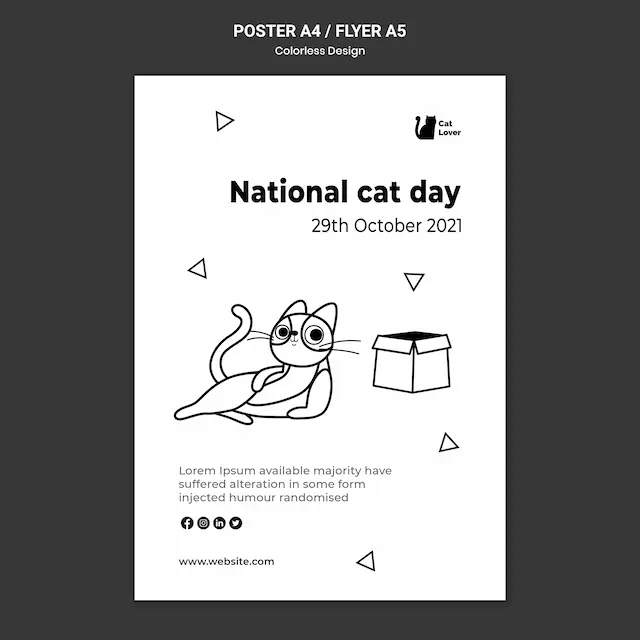 POSTER A4 / FLYER A5
Colorless Design
Cat
Lover
National cat day
29th October 2021
Lorem Ipsum available majority have
suffered alteration in some form
injected humour randomised
www.website.com